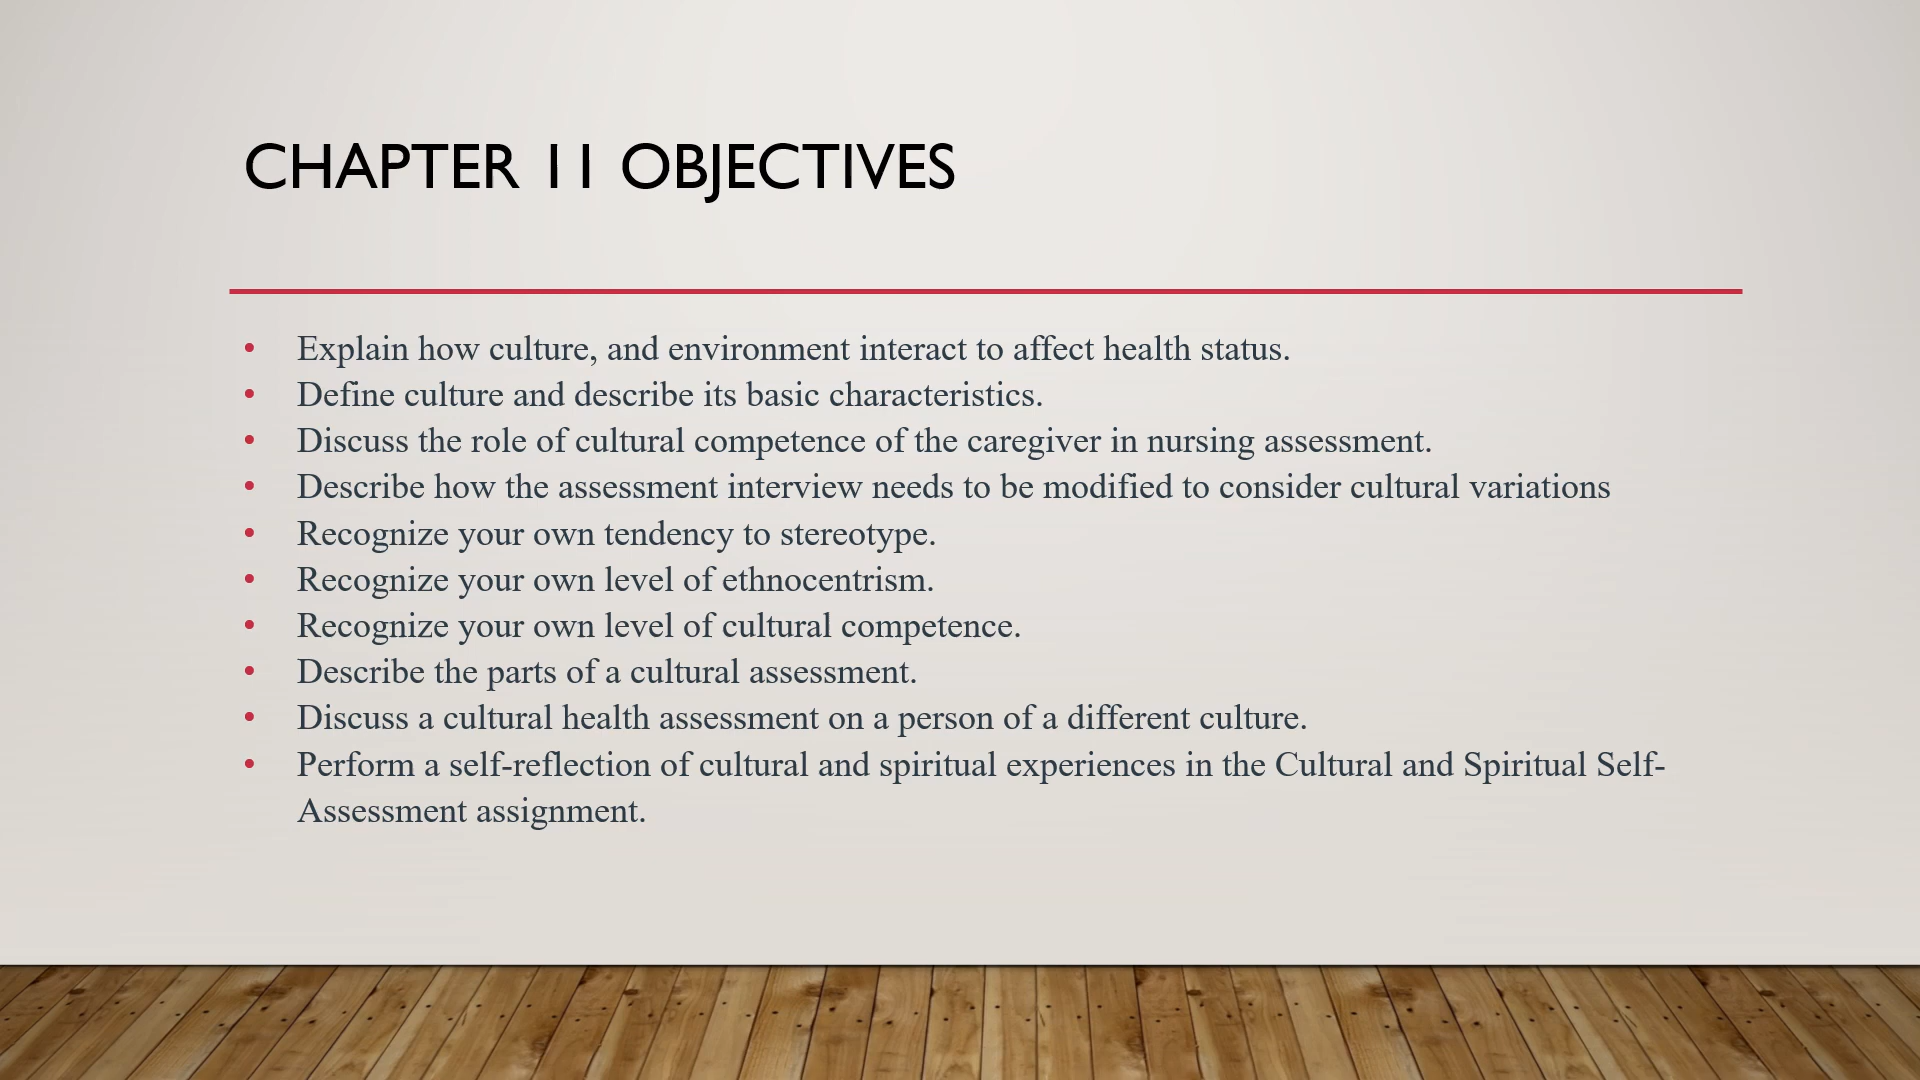 CHAPTER 11 OBJECTIVES
• Explain how culture, and environment interact to affect health status.
• Define culture and describe its basic characteristics.
• Discuss the role of cultural competence of the caregiver in nursing assessment.
• Describe how the assessment interview needs to be modified to consider cultural variations
• Recognize your own tendency to stereotype.
• Recognize your own level of ethnocentrism.
• Recognize your own level of cultural competence.
• Describe the parts of a cultural assessment.
• Discuss a cultural health assessment on a person of a different culture.
• Perform a self-reflection of cultural and spiritual experiences in the Cultural and Spiritual Self-
Assessment assignment.